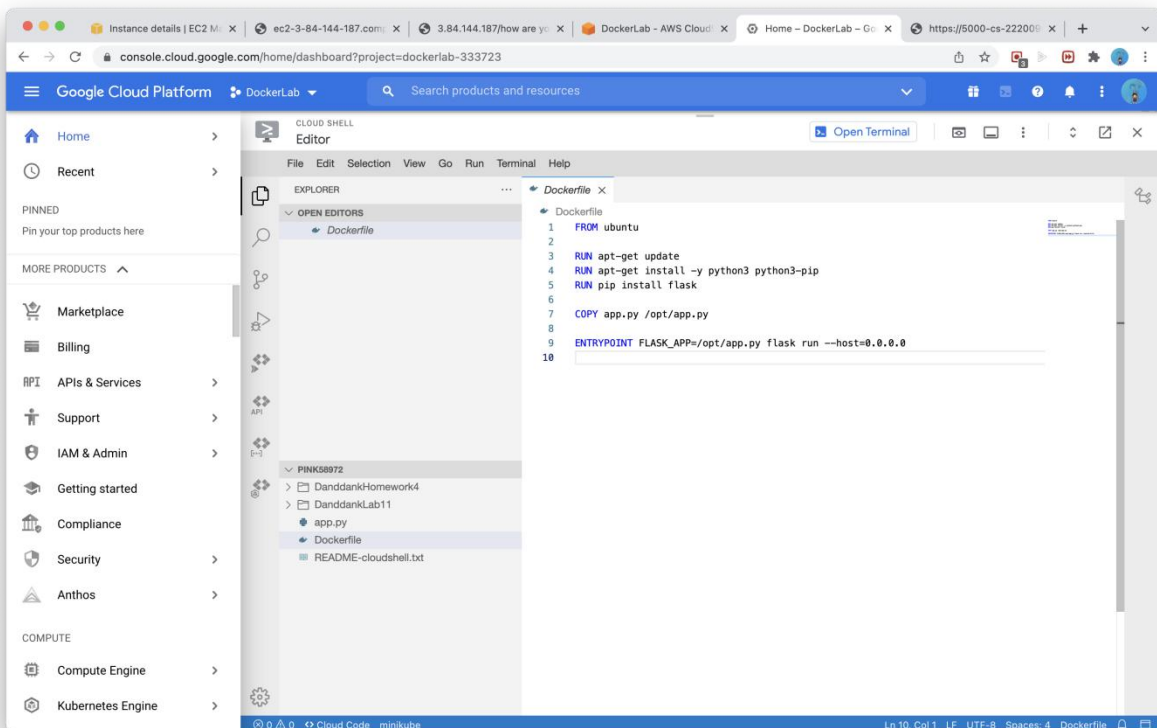 Instance details | EC2 M
ec2-3-84-144-187.com
3.84.144.187/how are yo
DockerLab - AWS Cloud
Home – DockerLab – Go
https://5000-cs-222009
console.cloud.google.com/home/dashboard?project=dockerlab-333723
3
Google Cloud Platform
DockerLab
Search products and resources
Home
Recent
PINNED
Pin your top products here
MORE PRODUCTS
Marketplace
Billing
API APIs & Services
Support
IAM & Admin
Getting started
Compliance
Security
Anthos
COMPUTE
Compute Engine
Kubernetes Engine
CLOUD SHELL
Editor
Open Terminal
File Edit Selection View Go Run Terminal Help
EXPLORER
OPEN EDITORS
Dockerfile
API
PINK58972
DanddankHomework4
DanddankLab11
app.py
Dockerfile
README-cloudshell.txt
Dockerfile
Dockerfile
1 FROM ubuntu
2
3 RUN apt-get update
4 RUN apt-get install -y python3 python3-pip
5 RUN pip install flask
6
7 COPY app.py /opt/app.py
8
9 ENTRYPOINT FLASK_APP=/opt/app.py flask run --host=0.0.0.0
10
0 0 Cloud Code minikube
Ln 10, Col 1 LF UTF-8 Spaces: 4 Dockerfile